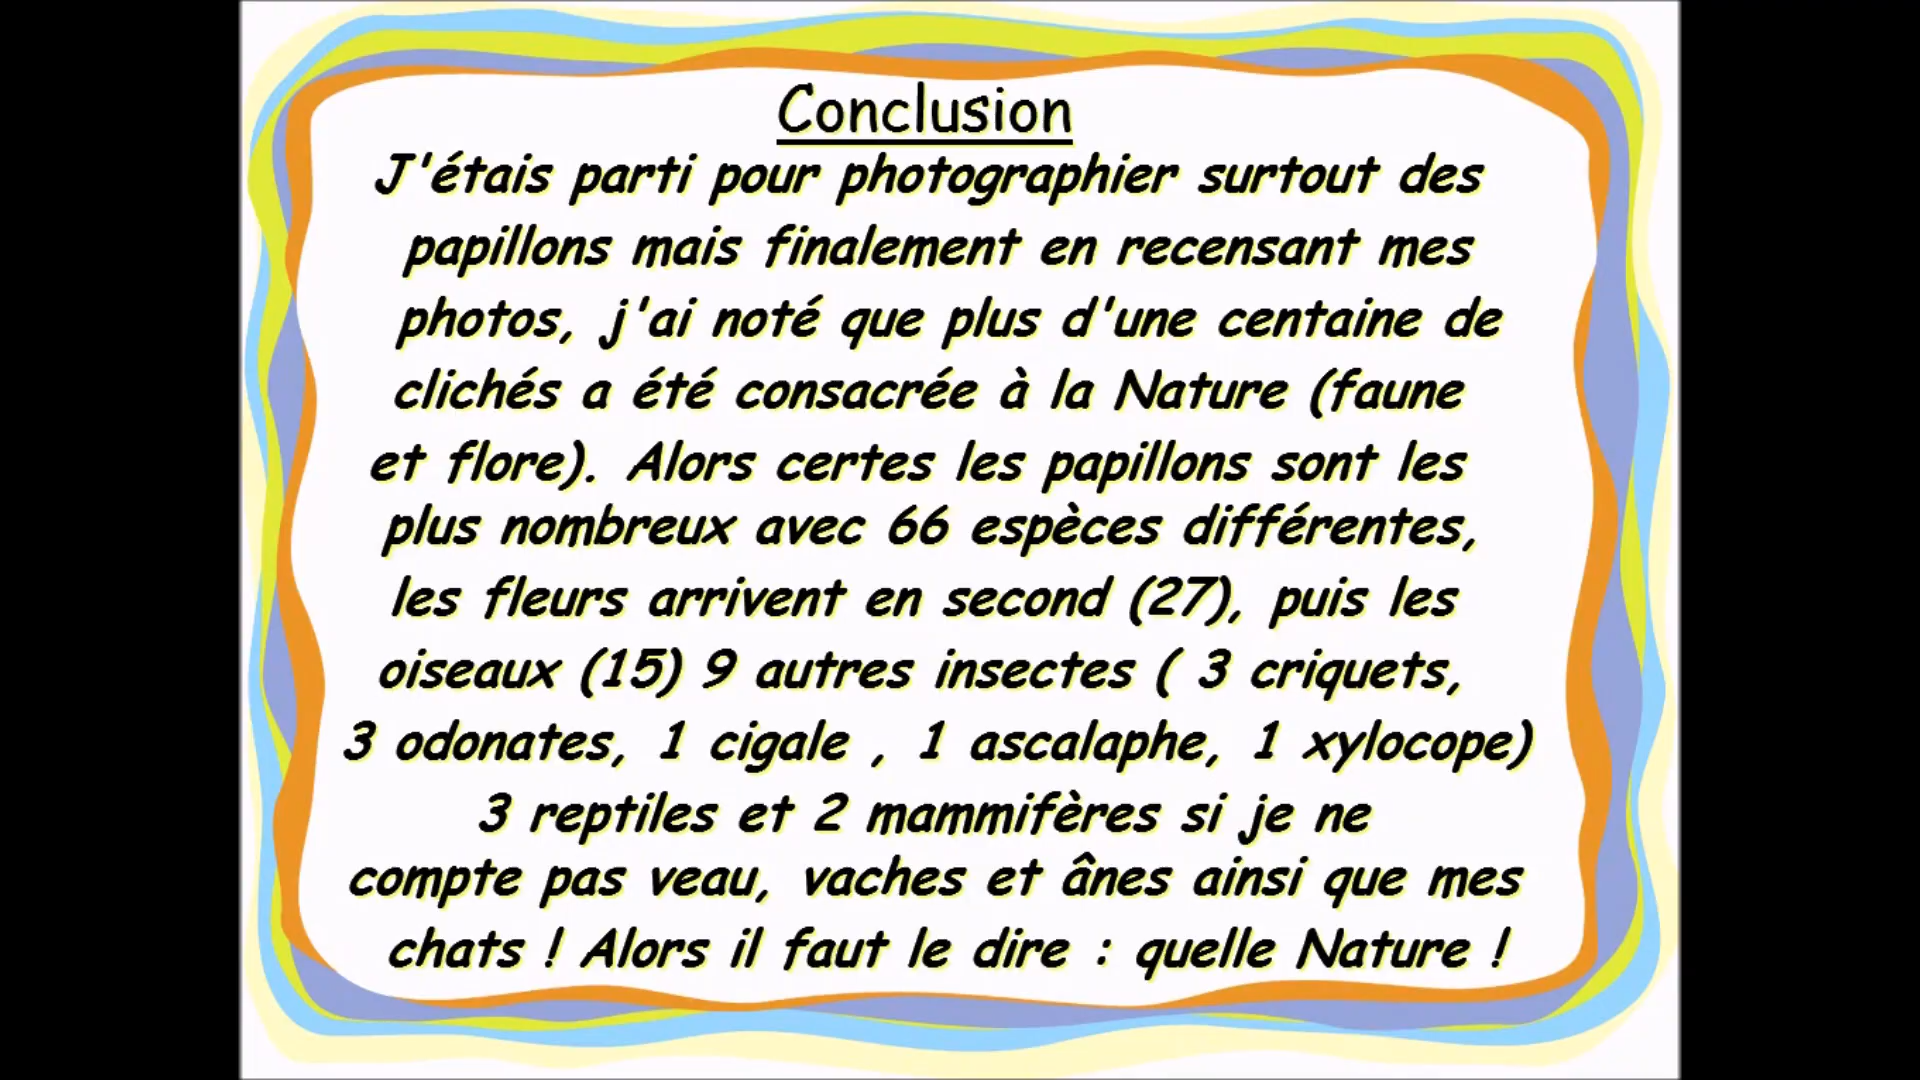 Conclusion
J'étais parti pour photographier surtout des
papillons mais finalement en recensant mes
photos, j'ai noté que plus d'une centaine de
clichés a été consacrée à la Nature (faune
et flore). Alors certes les papillons sont les
plus nombreux avec 66 espèces différentes,
les fleurs arrivent en second (27), puis les
oiseaux (15) 9 autres insectes ( 3 criquets,
3 odonates, 1 cigale , 1 ascalaphe, 1 xylocope)
3 reptiles et 2 mammifères si je ne
compte pas veau, vaches et ânes ainsi que mes
chats ! Alors il faut le dire : quelle Nature !